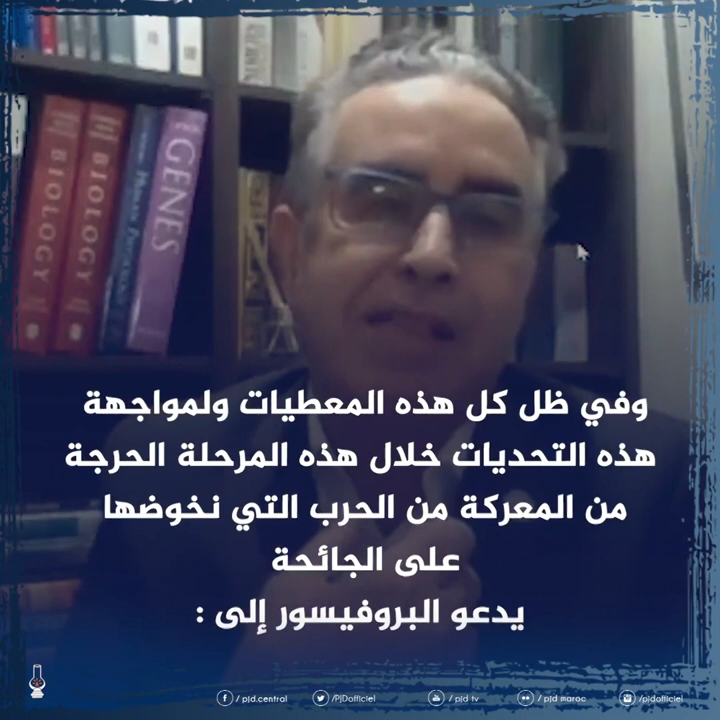 BIOLOGY
BIOLOGY
GENES
وفي ظل كل هذه المعطيات ولمواجهة
هذه التحديات خلال هذه المرحلة الحرجة
من المعركة من الحرب التي نخوضها
على الجائحة
يدعو البروفيسور إلى :
/ pjd.central
/PJDofficiel
/ pjd tv
/ pjd maroc
/pjdofficiel